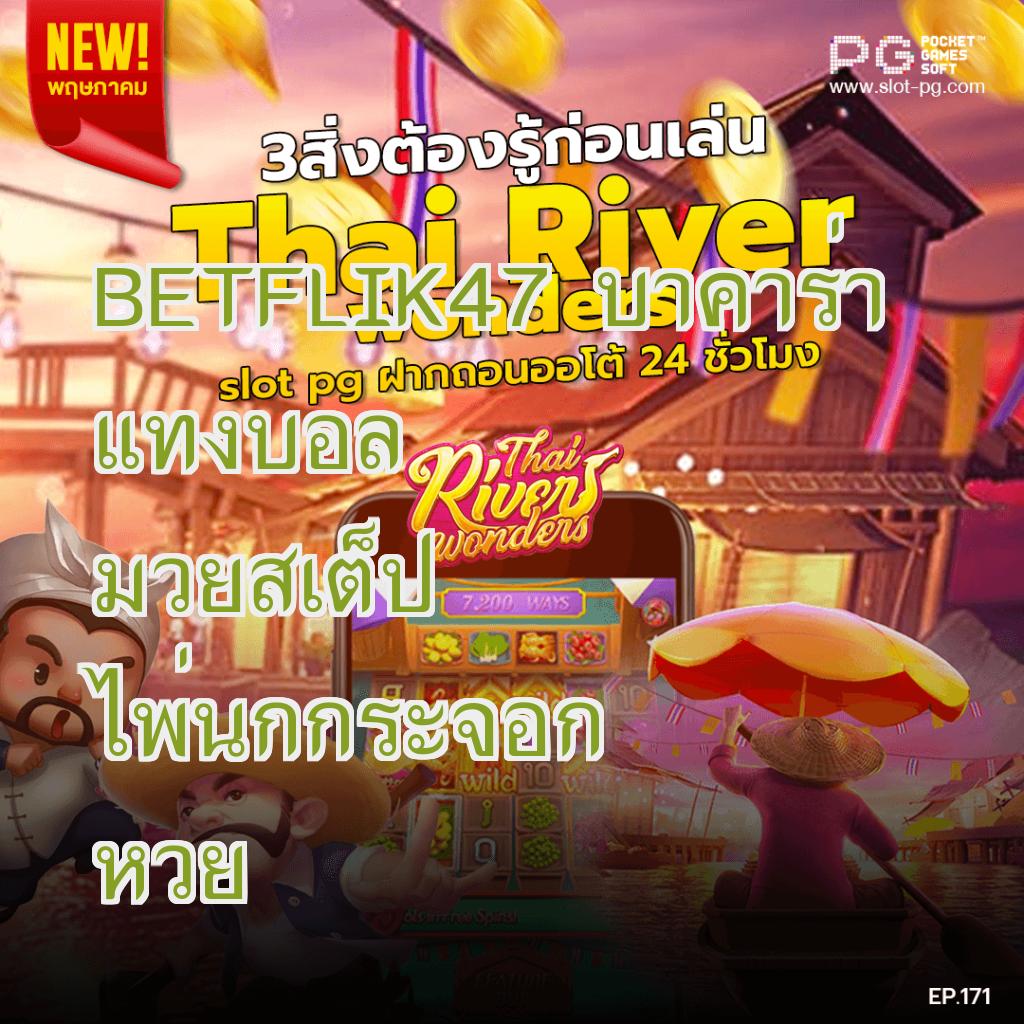 NEW!
พฤษภาคม
PG POCKET GAMES SOFT™
www.slot-pg.com
3สิ่งต้องรู้ก่อนเล่น
Thai River
wonders
BETFLIK47 บาคาร่า
slot pg ฝากถอนออโต้ 24 ชั่วโมง
แทงบอล
Thai
River
wonders
มวยสเต็ป
7,200 WAYS
ไพ่นกกระจอก
wild
หวย
EP.171